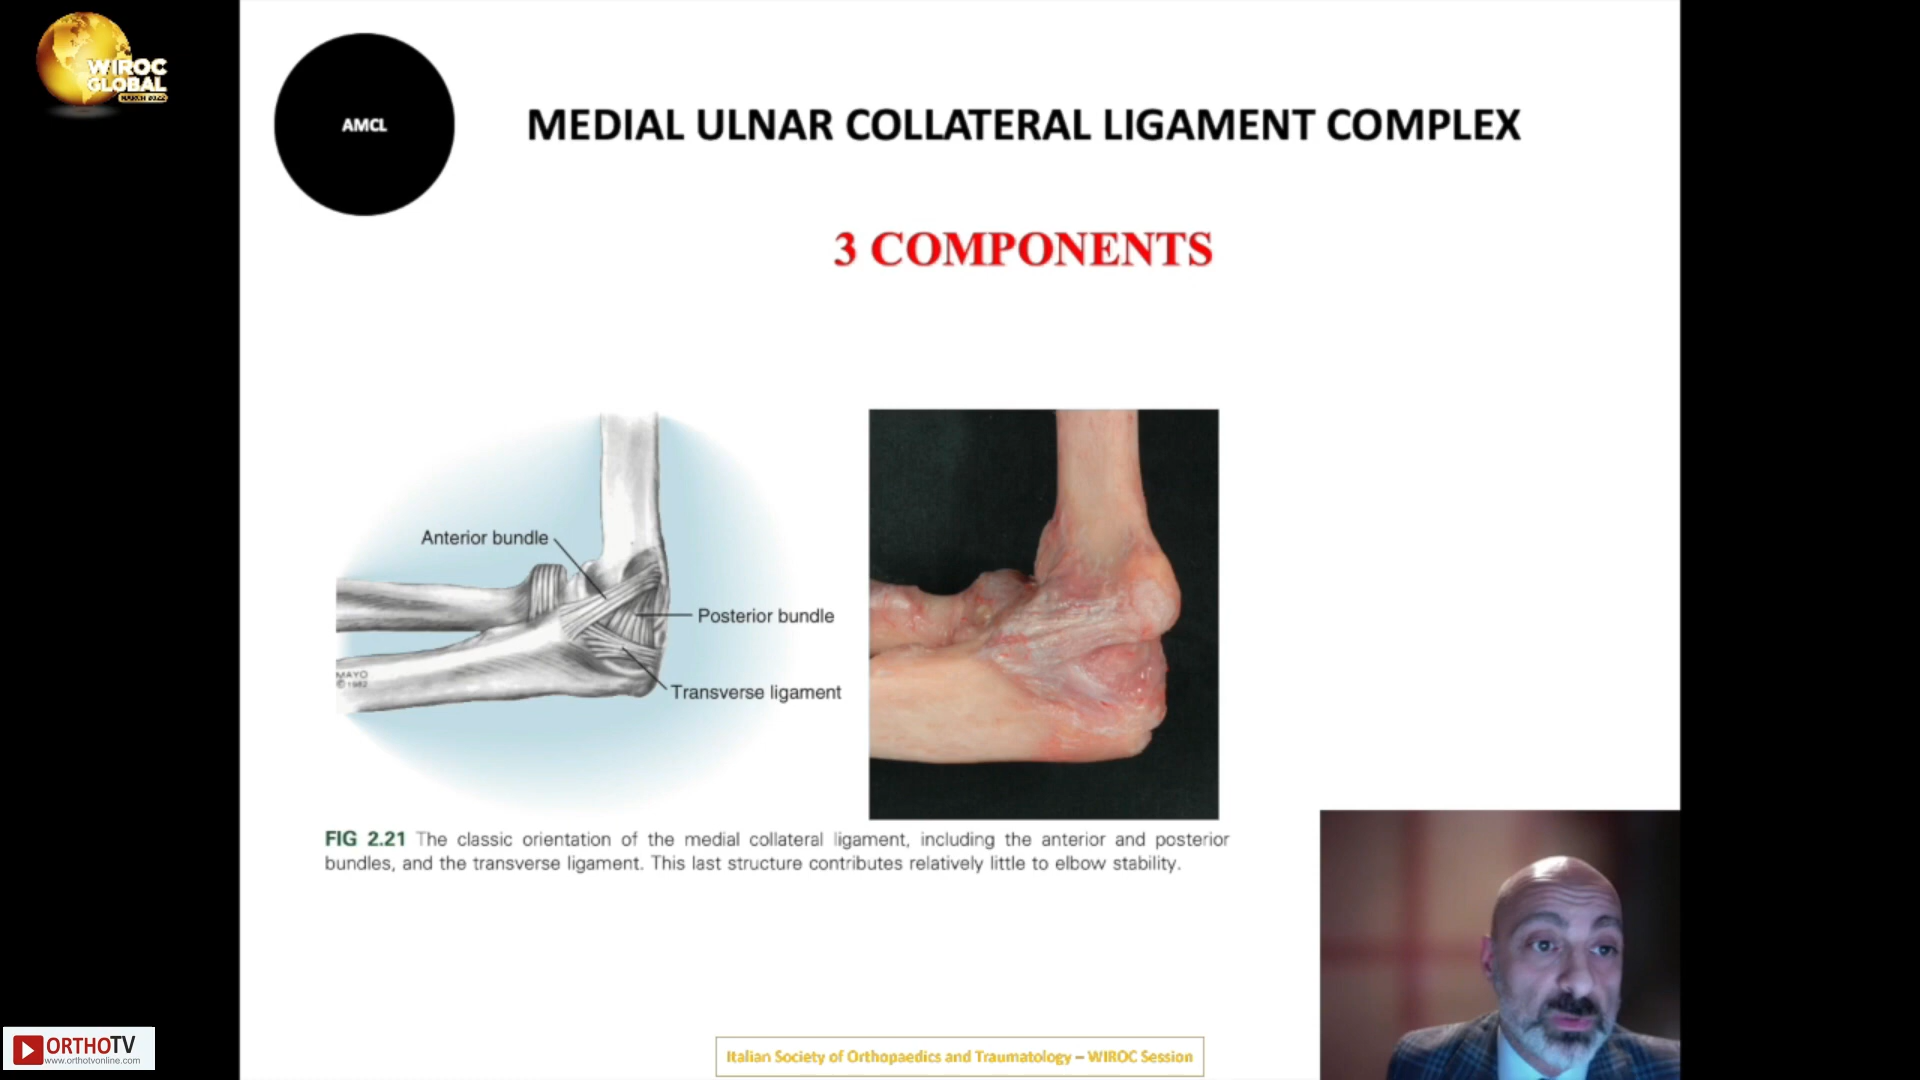 WIROC
GLOBAL
MARCH 2022
AMCL
MEDIAL ULNAR COLLATERAL LIGAMENT COMPLEX
3 COMPONENTS
Anterior bundle
Posterior bundle
Transverse ligament
MAYO
©1982
FIG 2.21 The classic orientation of the medial collateral ligament, including the anterior and posterior
bundles, and the transverse ligament. This last structure contributes relatively little to elbow stability.
ORTHOTV
www.orthotvonline.com
Italian Society of Orthopaedics and Traumatology – WIROC Session